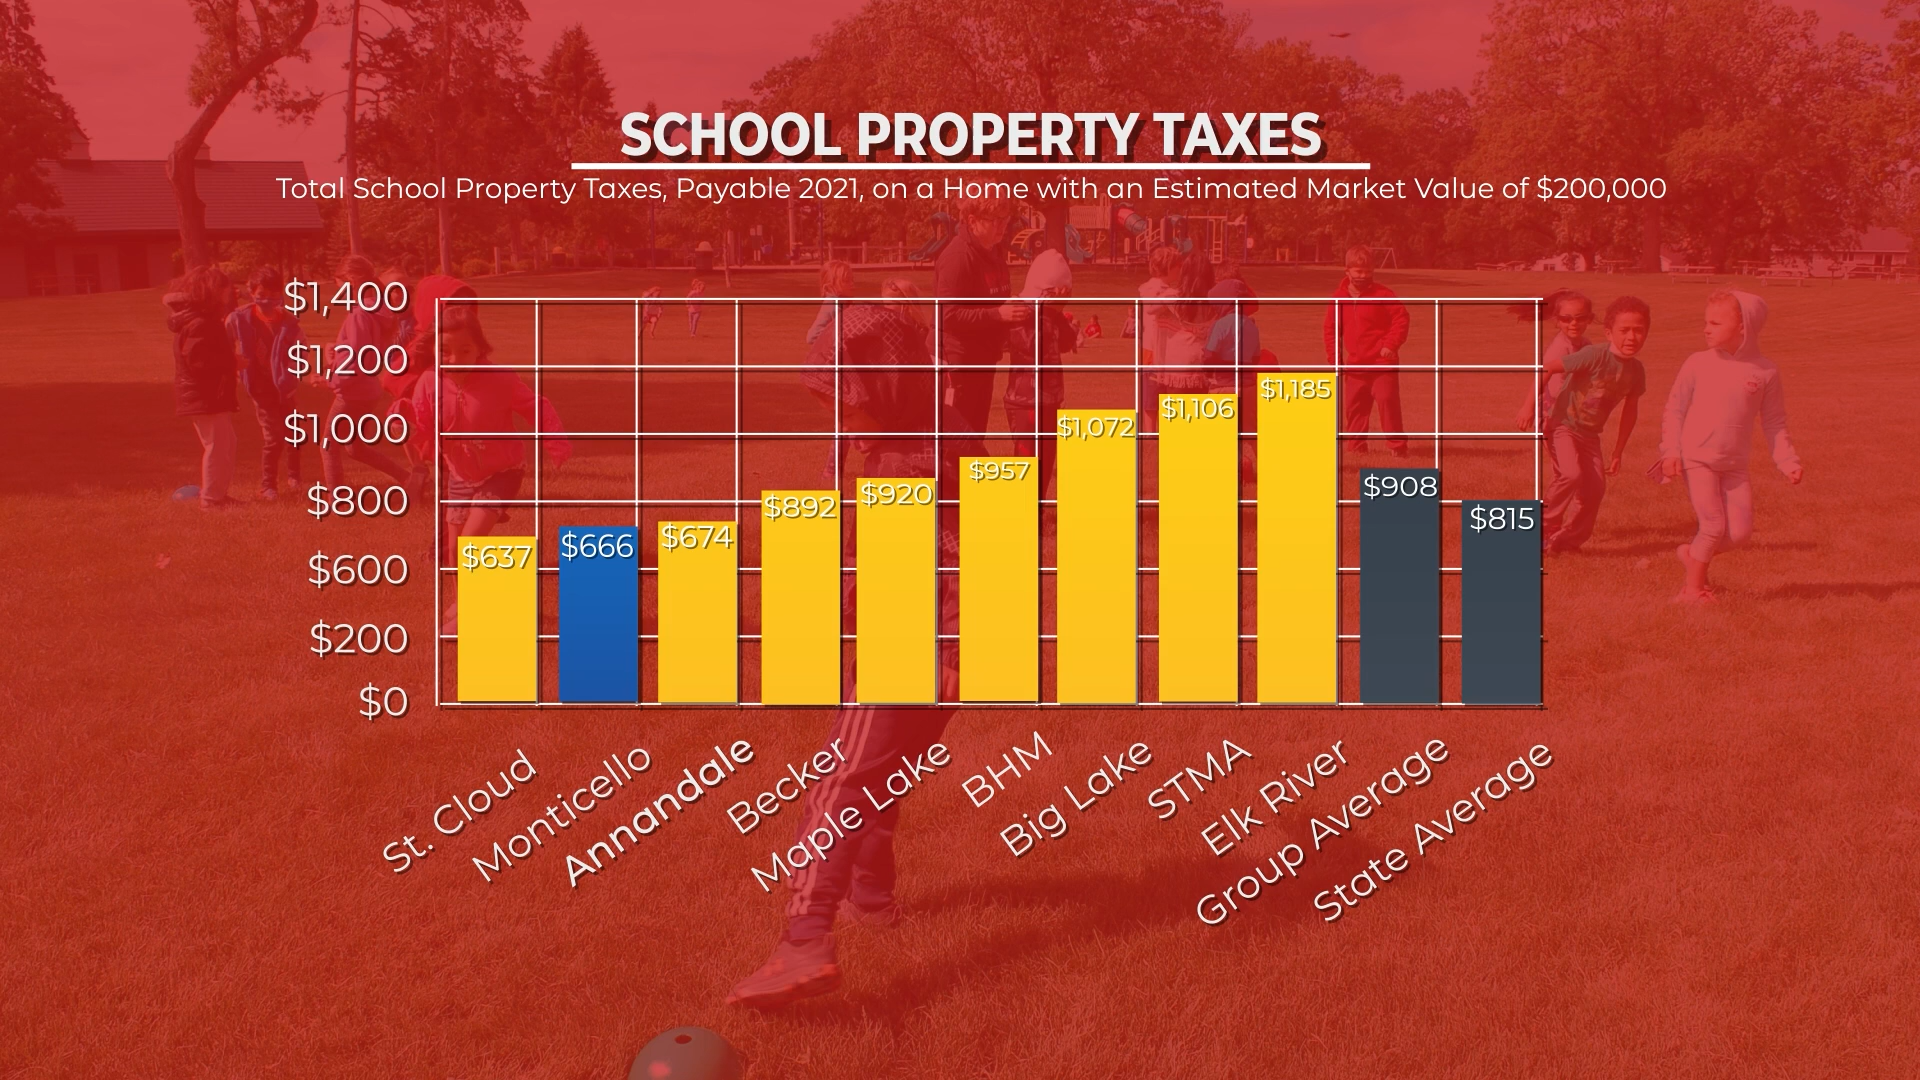 SCHOOL PROPERTY TAXES
Total School Property Taxes, Payable 2021, on a Home with an Estimated Market Value of $200,000
$1,400
$1,200
$1,000
$800
$600
$200
$0
$637
$666
$674
$892
$920
$957
$1,072
$1,106
$1,185
$908
$815
St. Cloud
Monticello
Annandale
Becker
Maple Lake
BHM
Big Lake
STMA
Elk River
Group Average
State Average